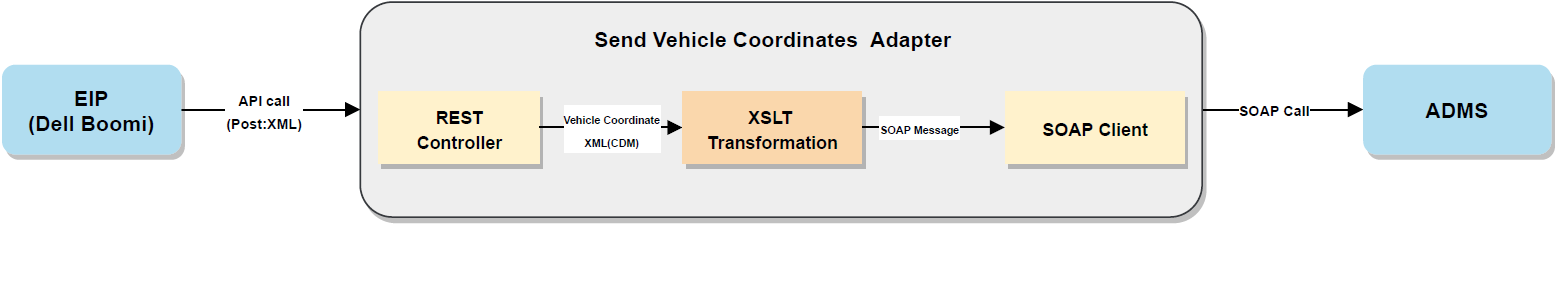 Send Vehicle Coordinates  Adapter
EIP
(Dell Boomi)
API call
(Post:XML)
REST
Controller
Vehicle Coordinate
XML(CDM)
XSLT
Transformation
SOAP Message
SOAP Client
SOAP Call
ADMS